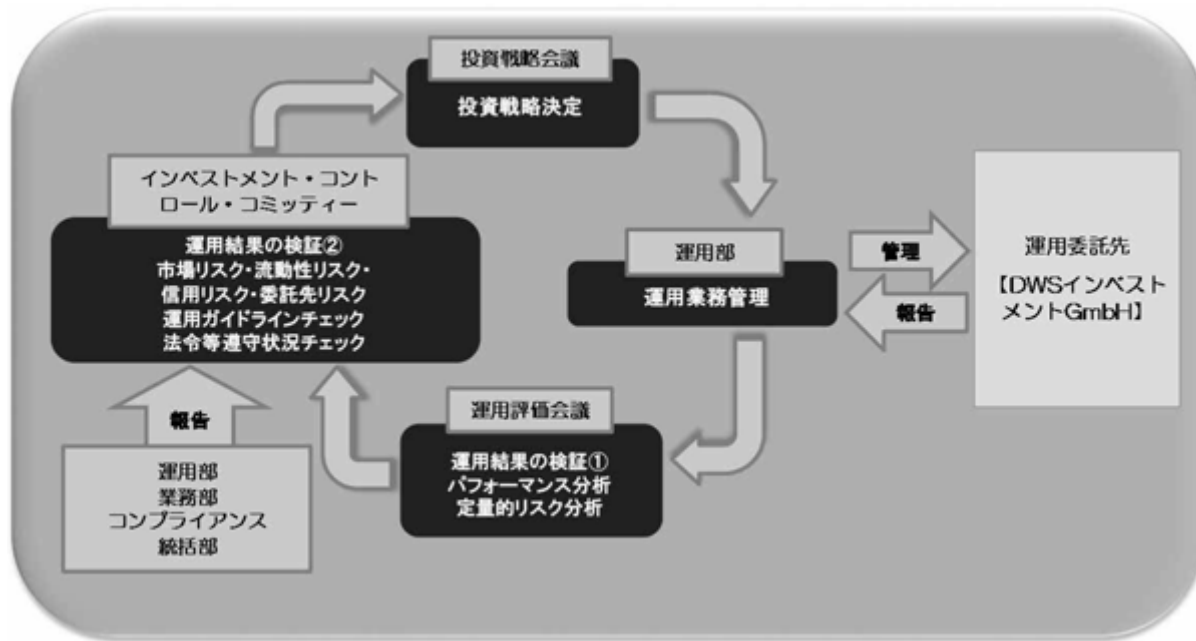 投資戦略会議
投資戦略決定
インベストメント・コント
ロール・コミッティー
運用結果の検証②
市場リスク・流動性リスク・
信用リスク・委託先リスク
運用ガイドラインチェック
法令等遵守状況チェック
運用部
運用業務管理
管理
報告
運用委託先
【DWSインベスト
メントGmbH】
運用評価会議
運用結果の検証①
パフォーマンス分析
定量的リスク分析
報告
運用部
業務部
コンプライアンス
統括部